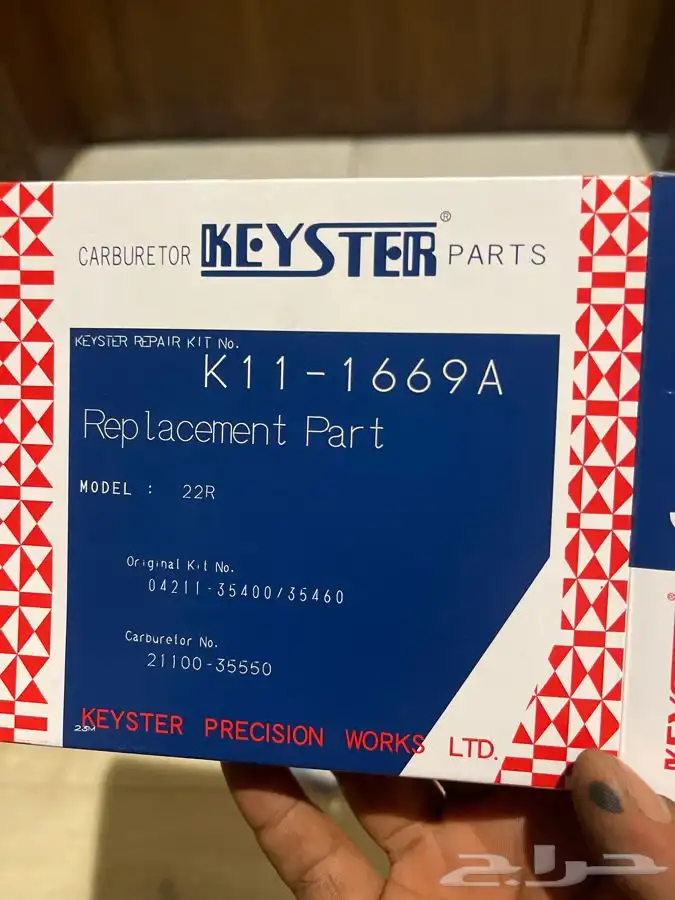 CARBURETOR KEYSTER® PARTS
KEYSTER REPAIR KIT No.
K11-1669A
Replacement Part
MODEL : 22R
Original Kit No.
04211-35400/35460
Carburetor No.
21100-35550
KEYSTER PRECISION WORKS LTD.
حراج